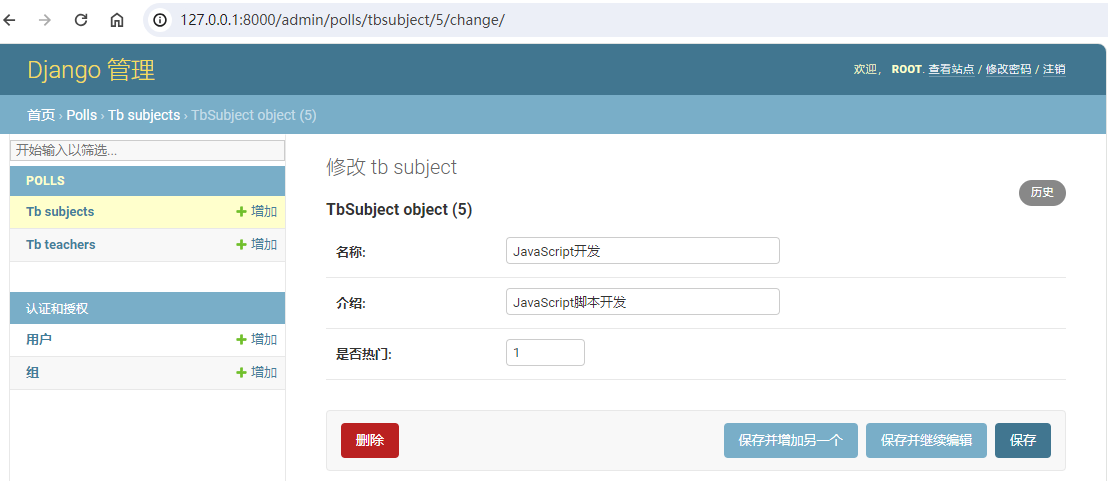 127.0.0.1:8000/admin/polls/tbsubject/5/change/
Django 管理
欢迎， ROOT. 查看站点 / 修改密码 / 注销
首页 › Polls › Tb subjects › TbSubject object (5)
开始输入以筛选...
POLLS
Tb subjects + 增加
Tb teachers + 增加
认证和授权
用户 + 增加
组 + 增加
修改 tb subject
历史
TbSubject object (5)
名称: JavaScript开发
介绍: JavaScript脚本开发
是否热门: 1
删除 保存并增加另一个 保存并继续编辑 保存